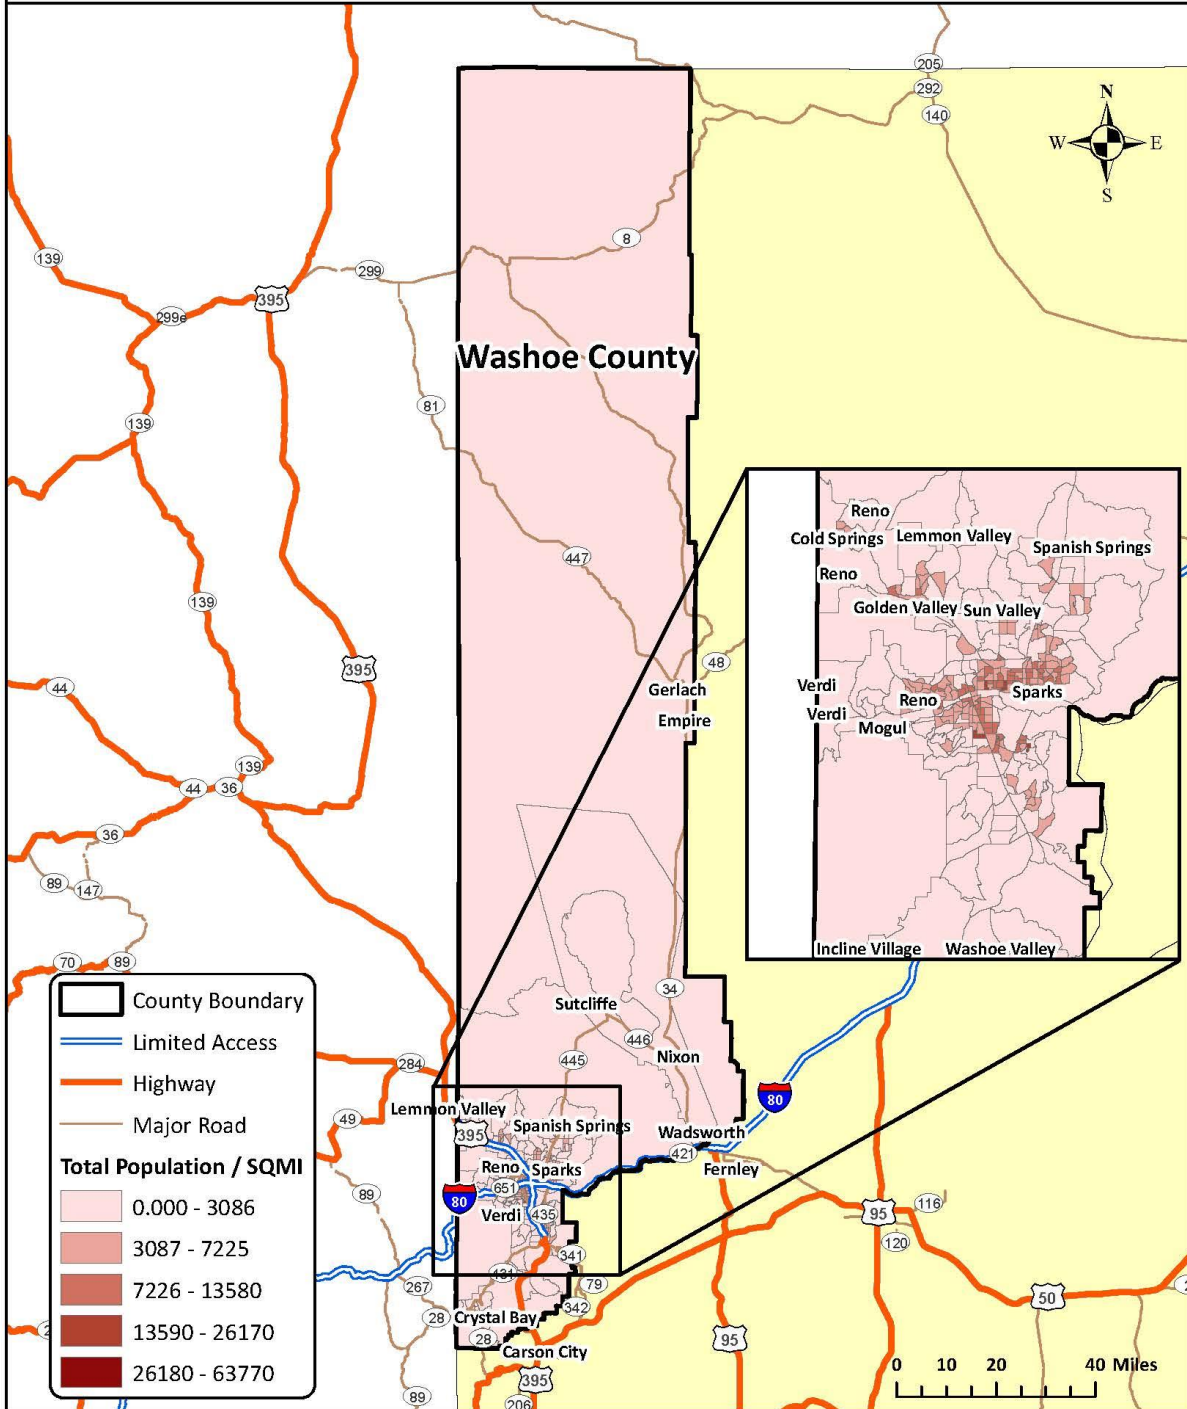 205
292
140
N
W E
S
8
139
299
395
299e
Washoe County
81
139
447
Reno
Cold Springs
Lemmon Valley
Spanish Springs
Reno
Golden Valley
Sun Valley
139
395
48
44
Gerlach
Empire
Verdi
Verdi
Reno
Sparks
Mogul
139
44
36
36
89
147
Incline Village
Washoe Valley
70
89
Sutcliffe
34
446
445
Nixon
284
80
49
Lemmon Valley
395
Spanish Springs
Wadsworth
421
Fernley
Reno
Sparks
651
80
Verdi
435
89
95
116
120
341
431
79
267
342
50
28
Crystal Bay
28
Carson City
95
395
89
206
County Boundary
Limited Access
Highway
Major Road
Total Population / SQMI
0.000 - 3086
3087 - 7225
7226 - 13580
13590 - 26170
26180 - 63770
0 10 20 40 Miles